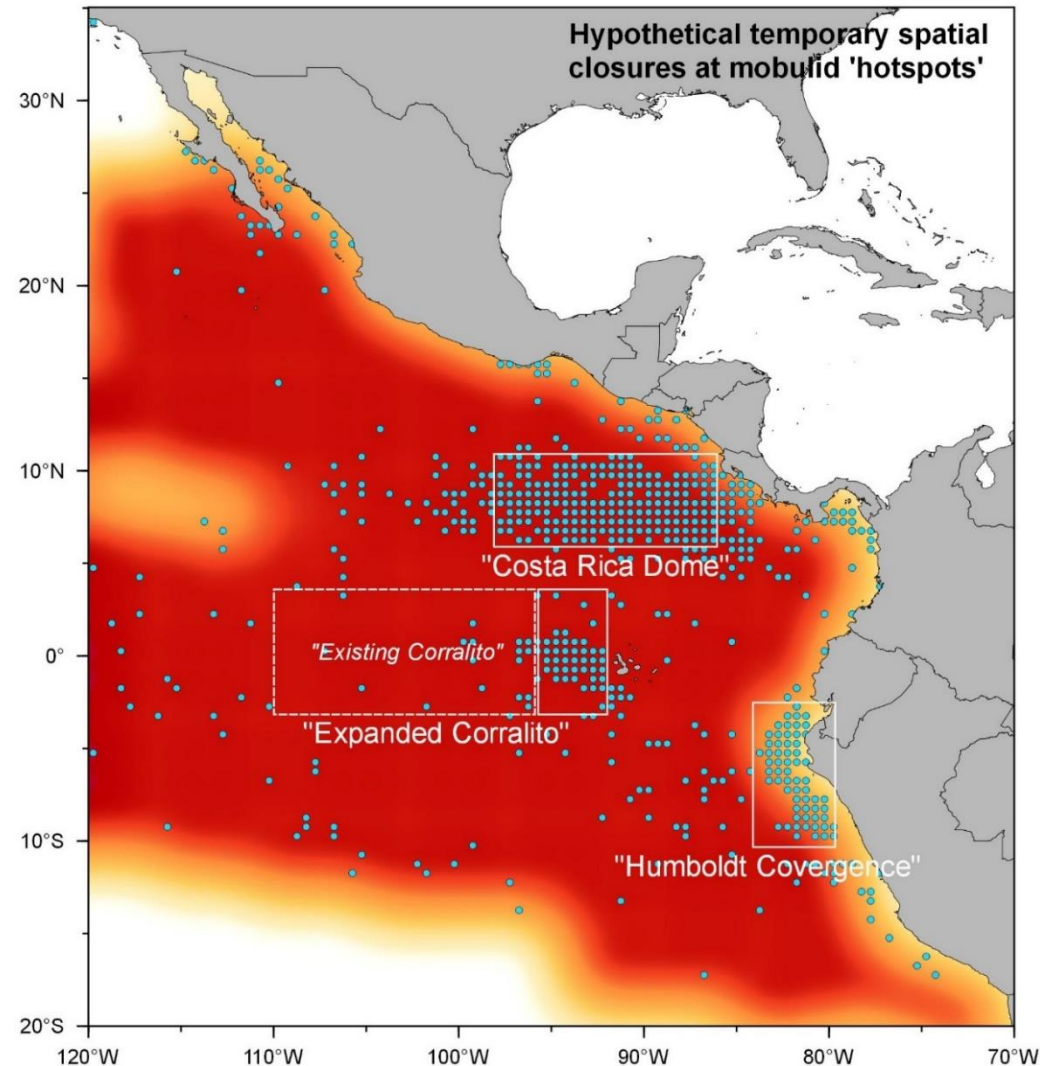 Hypothetical temporary spatial
closures at mobulid 'hotspots'
30°N
20°N
10°N
"Costa Rica Dome"
0°
"Existing Corralito"
"Expanded Corralito"
10°S
"Humboldt Covergence"
20°S
120°W 110°W 100°W 90°W 80°W 70°W